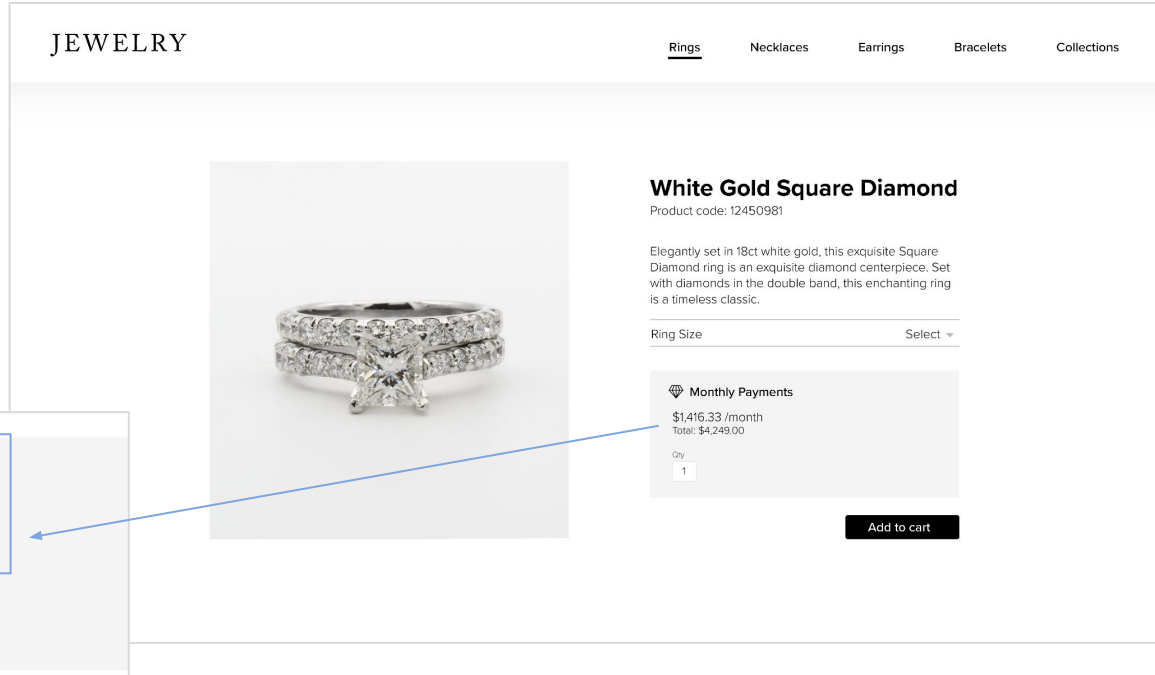 JEWELRY
Rings Necklaces Earrings Bracelets Collections
White Gold Square Diamond
Product code: 12450981
Elegantly set in 18ct white gold, this exquisite Square
Diamond ring is an exquisite diamond centerpiece. Set
with diamonds in the double band, this enchanting ring
is a timeless classic.
Ring Size Select
Monthly Payments
$1,416.33 /month
Total: $4,249.00
Qty
1
Add to cart